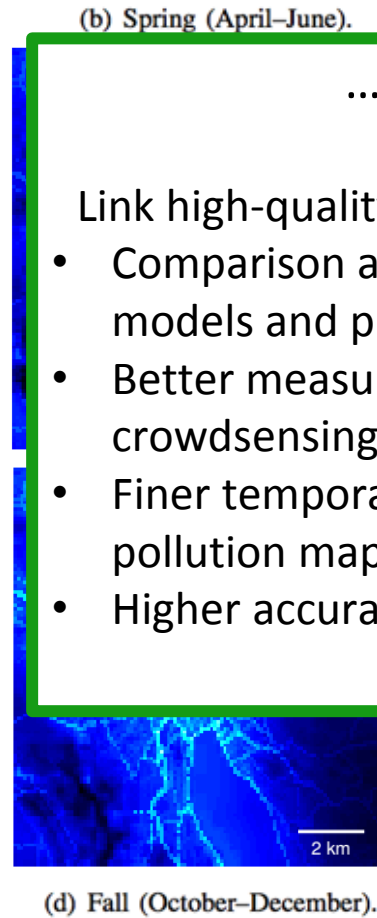 (b) Spring (April–June).
...
Link high-qualit
• Comparison a
models and p
• Better measu
crowdsensing
• Finer tempora
pollution map
• Higher accura
2 km
(d) Fall (October–December).